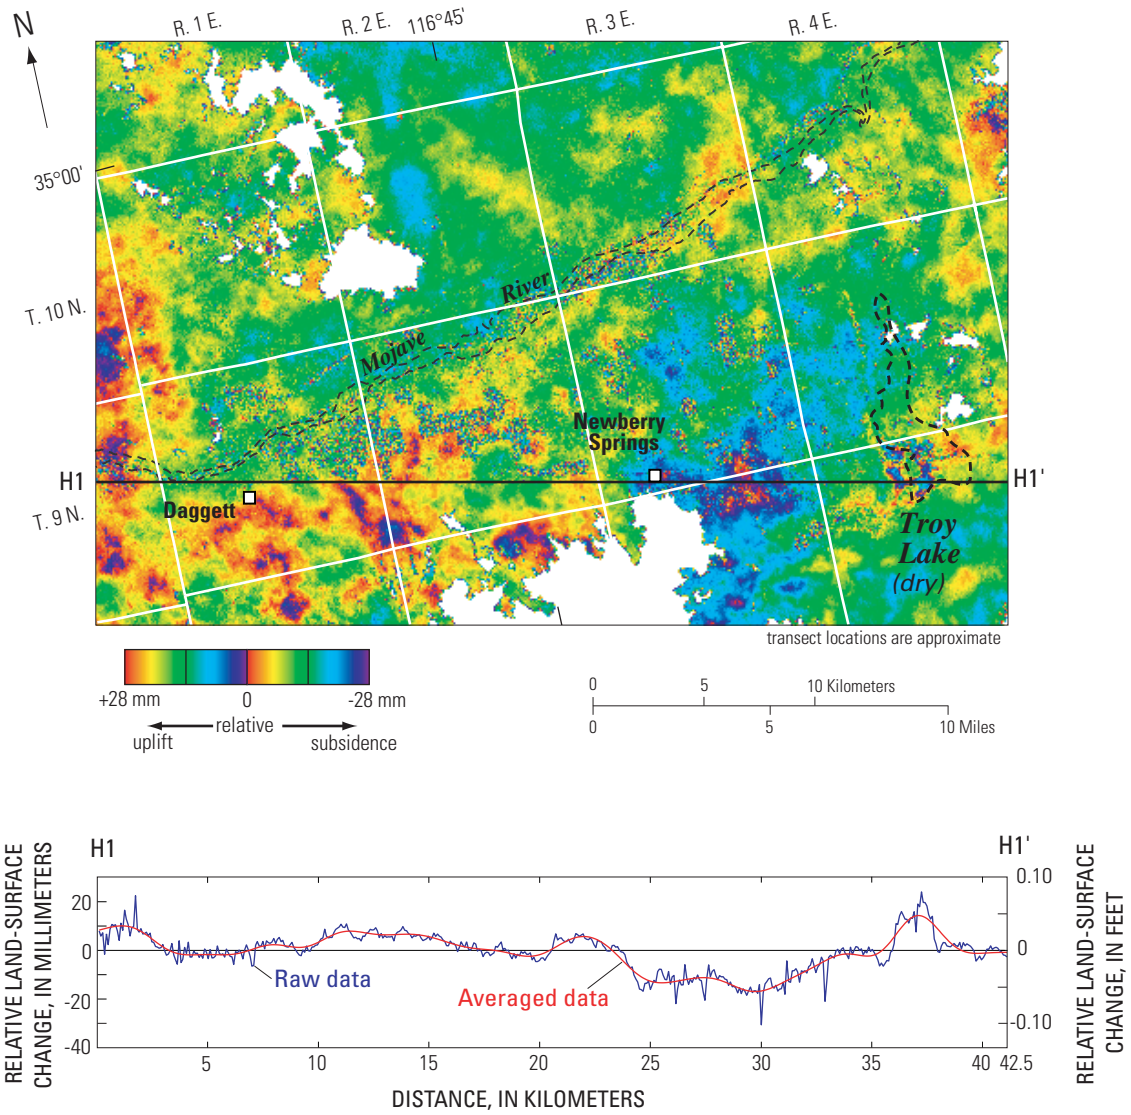 N
R. 1 E.
R. 2 E.
116°45'
R. 3 E.
R. 4 E.
35°00'
T. 10 N.
River
Mojave
Newberry
Springs
H1
H1'
Daggett
T. 9 N.
Troy
Lake
(dry)
transect locations are approximate
+28 mm
0
-28 mm
relative
uplift
subsidence
0
5
10 Kilometers
0
5
10 Miles
H1
H1'
RELATIVE LAND-SURFACE
CHANGE, IN MILLIMETERS
20
0
-20
-40
0.10
0
-0.10
RELATIVE LAND-SURFACE
CHANGE, IN FEET
Raw data
Averaged data
5
10
15
20
25
30
35
40
42.5
DISTANCE, IN KILOMETERS